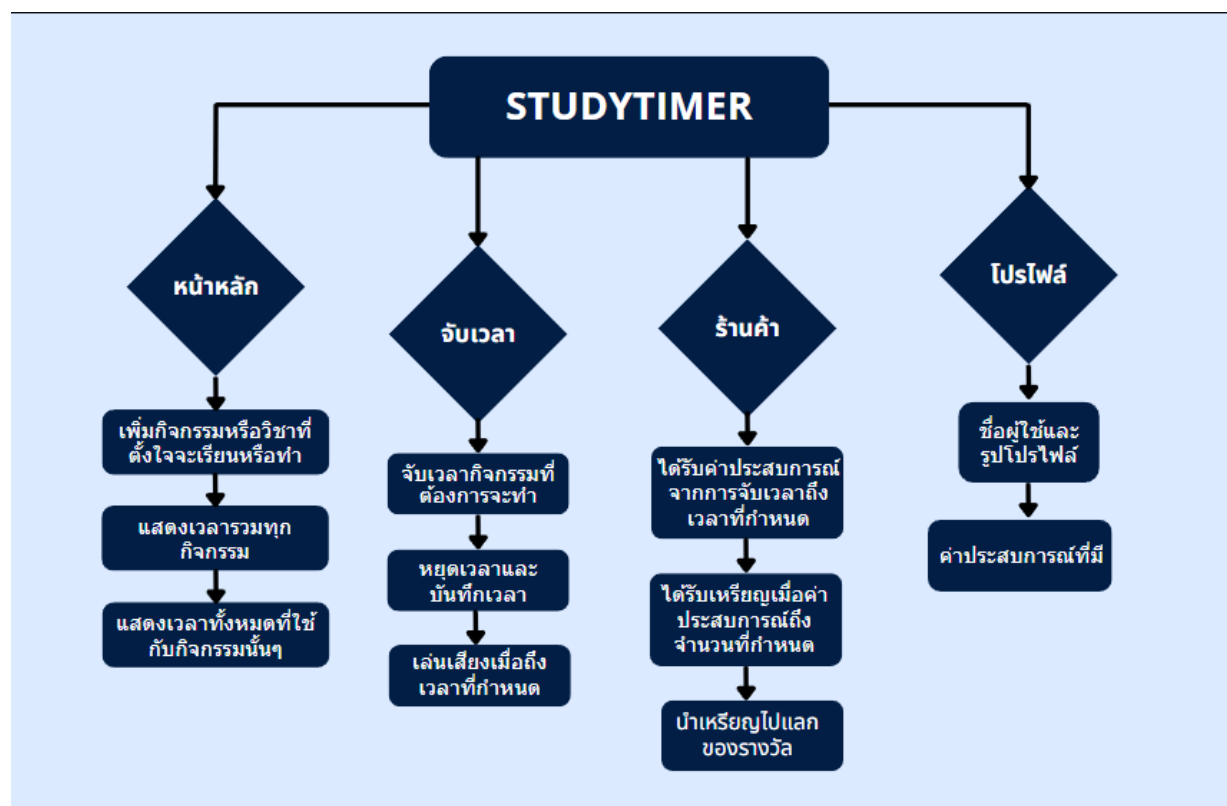 STUDYTIMER
หน้าหลัก
เพิ่มกิจกรรมหรือวิชาที่
ตั้งใจจะเรียนหรือทำ
แสดงเวลารวมทุก
กิจกรรม
แสดงเวลาทั้งหมดที่ใช้
กับกิจกรรมนั้นๆ
จับเวลา
จับเวลากิจกรรมที่
ต้องการจะทำ
หยุดเวลาและ
บันทึกเวลา
เล่นเสียงเมื่อถึง
เวลาที่กำหนด
ร้านค้า
ได้รับค่าประสบการณ์
จากการจับเวลาถึง
เวลาที่กำหนด
ได้รับเหรียญเมื่อค่า
ประสบการณ์ถึง
จำนวนที่กำหนด
นำเหรียญไปแลก
ของรางวัล
โปรไฟล์
ชื่อผู้ใช้และ
รูปโปรไฟล์
ค่าประสบการณ์ที่มี